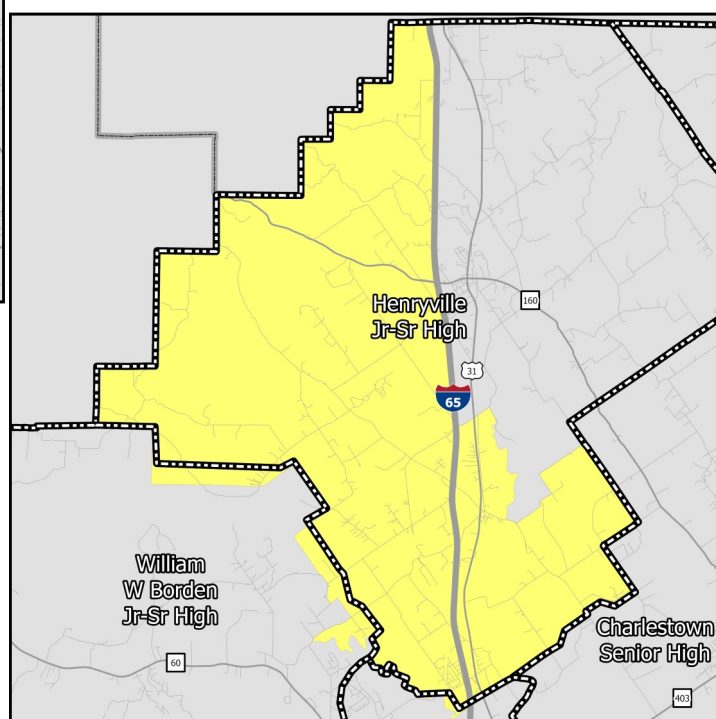 Henryville
Jr-Sr High
160
31
65
William
W Borden
Jr-Sr High
60
Charlestown
Senior High
403